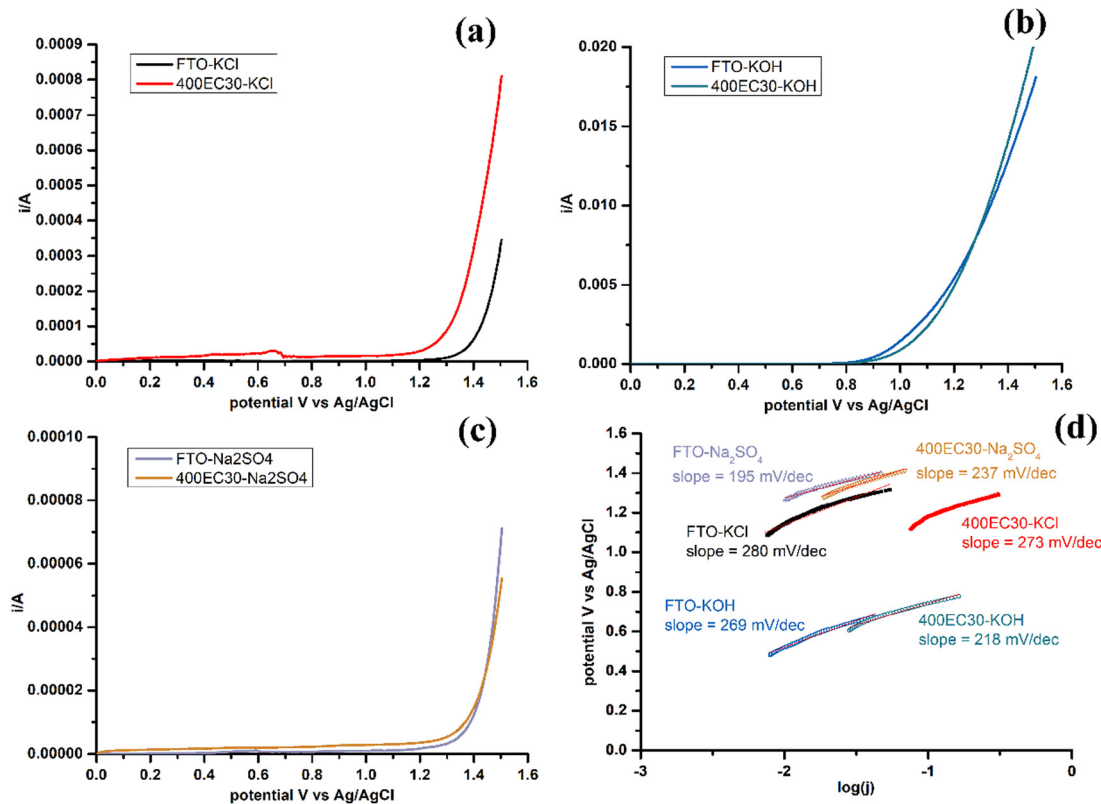 (a)
0.0009
0.0008
0.0007
0.0006
0.0005
0.0004
0.0003
0.0002
0.0001
0.0000
i/A
FTO-KCl
400EC30-KCl
0.0 0.2 0.4 0.6 0.8 1.0 1.2 1.4 1.6
potential V vs Ag/AgCl
(b)
0.020
0.015
0.010
0.005
0.000
i/A
FTO-KOH
400EC30-KOH
0.0 0.2 0.4 0.6 0.8 1.0 1.2 1.4 1.6
potential V vs Ag/AgCl
(c)
0.00010
0.00008
0.00006
0.00004
0.00002
0.00000
i/A
FTO-Na2SO4
400EC30-Na2SO4
0.0 0.2 0.4 0.6 0.8 1.0 1.2 1.4 1.6
potential V vs Ag/AgCl
(d)
1.6
1.4
1.2
1.0
0.8
0.6
0.4
0.2
0.0
potential V vs Ag/AgCl
FTO-Na₂SO₄
slope = 195 mV/dec
400EC30-Na₂SO₄
slope = 237 mV/dec
FTO-KCl
slope = 280 mV/dec
400EC30-KCl
slope = 273 mV/dec
FTO-KOH
slope = 269 mV/dec
400EC30-KOH
slope = 218 mV/dec
-3 -2 -1 0
log(j)